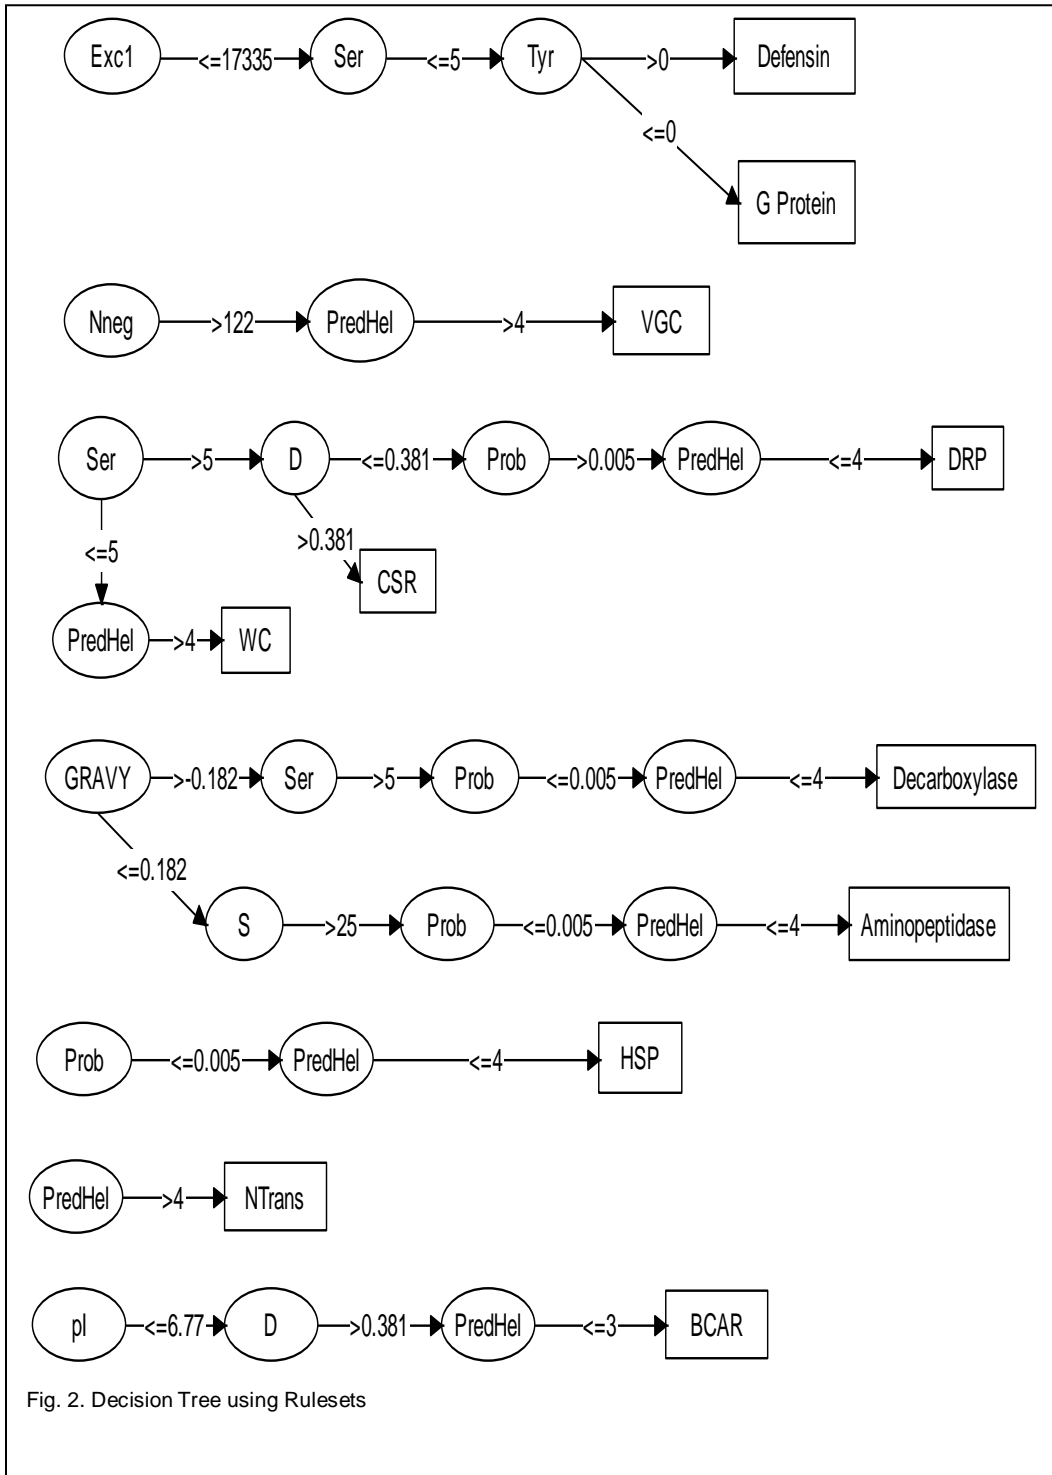 Exc1 <=17335 Ser <=5 Tyr >0 Defensin
<=0
G Protein
Nneg >122 PredHel >4 VGC
Ser >5 D <=0.381 Prob >0.005 PredHel <=4 DRP
>0.381
<=5
CSR
PredHel >4 WC
GRAVY >-0.182 Ser >5 Prob <=0.005 PredHel <=4 Decarboxylase
<=0.182
S >25 Prob <=0.005 PredHel <=4 Aminopeptidase
Prob <=0.005 PredHel <=4 HSP
PredHel >4 NTrans
pI <=6.77 D >0.381 PredHel <=3 BCAR
Fig. 2. Decision Tree using Rulesets